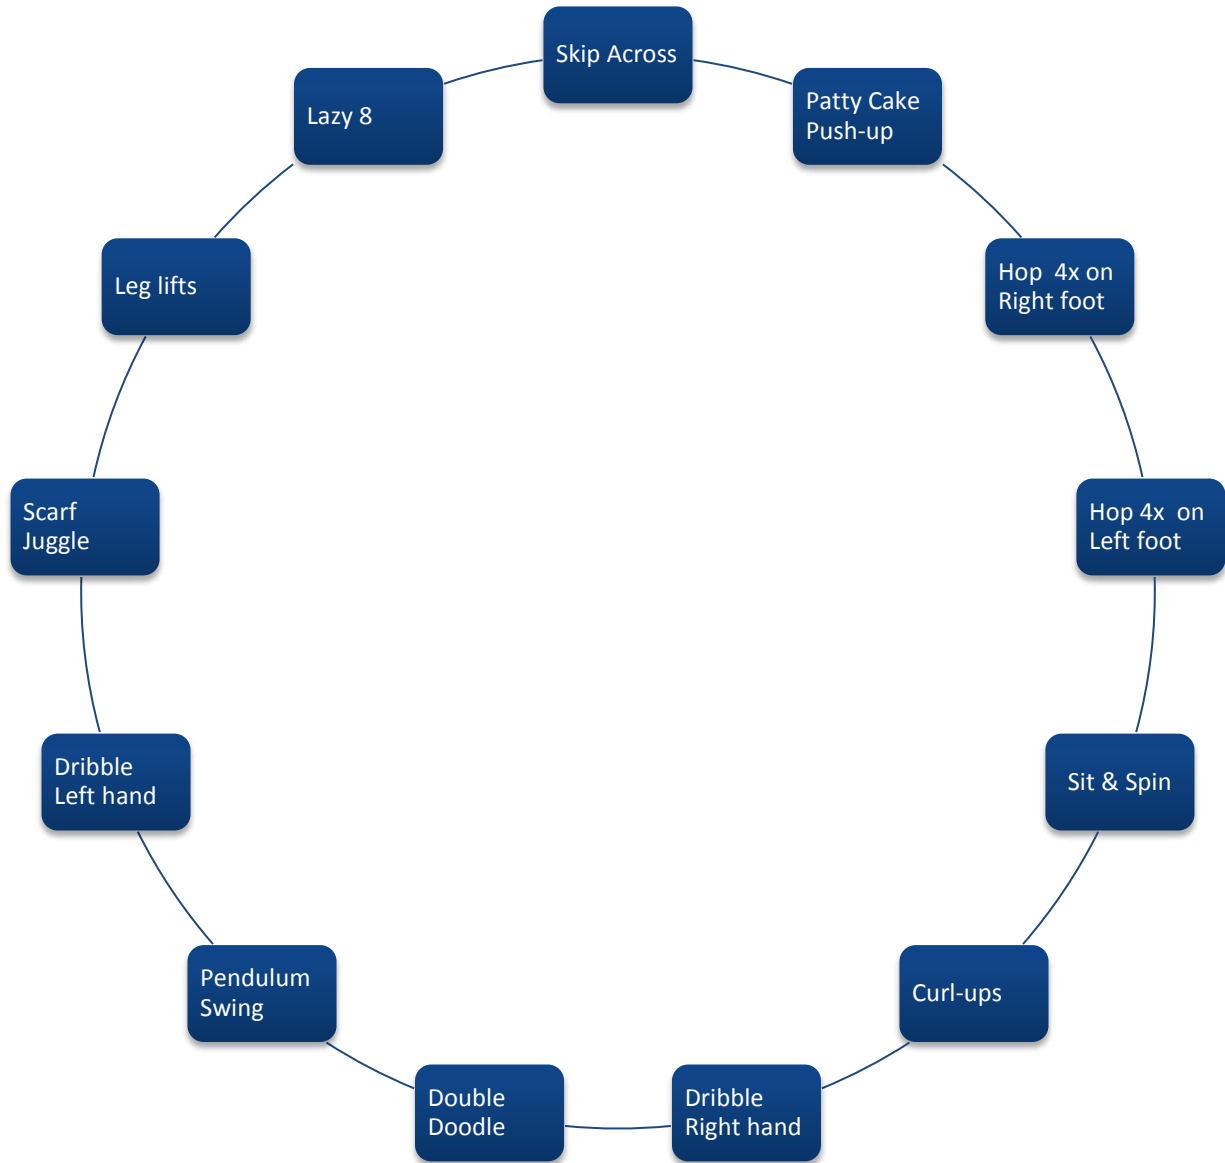 Skip Across
Patty Cake
Push-up
Hop  4x on
Right foot
Hop 4x  on
Left foot
Sit & Spin
Curl-ups
Dribble
Right hand
Double
Doodle
Pendulum
Swing
Dribble
Left hand
Scarf
Juggle
Leg lifts
Lazy 8